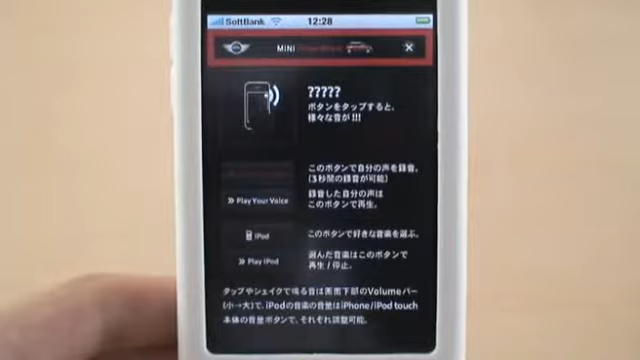 SoftBank 12:28
MINI
?????
ボタンをタップすると、
様々な音が!!!
このボタンで自分の声を録音。
(3秒間の録音が可能)
Play Your Voice
録音した自分の声は
このボタンで再生。
iPod
このボタンで好きな音楽を選ぶ。
Play iPod
選んだ音楽はこのボタンで
再生/停止。
タップやシェイクで鳴る音は画面下部のVolumeバー
(小→大)で、iPodの音楽の音量はiPhone/iPod touch
本体の音量ボタンで、それぞれ調整可能。